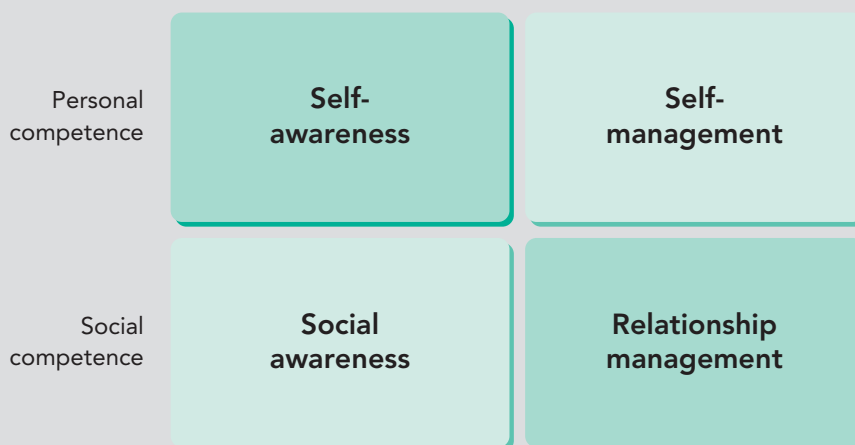 Personal
competence
Self-
awareness
Self-
management
Social
competence
Social
awareness
Relationship
management